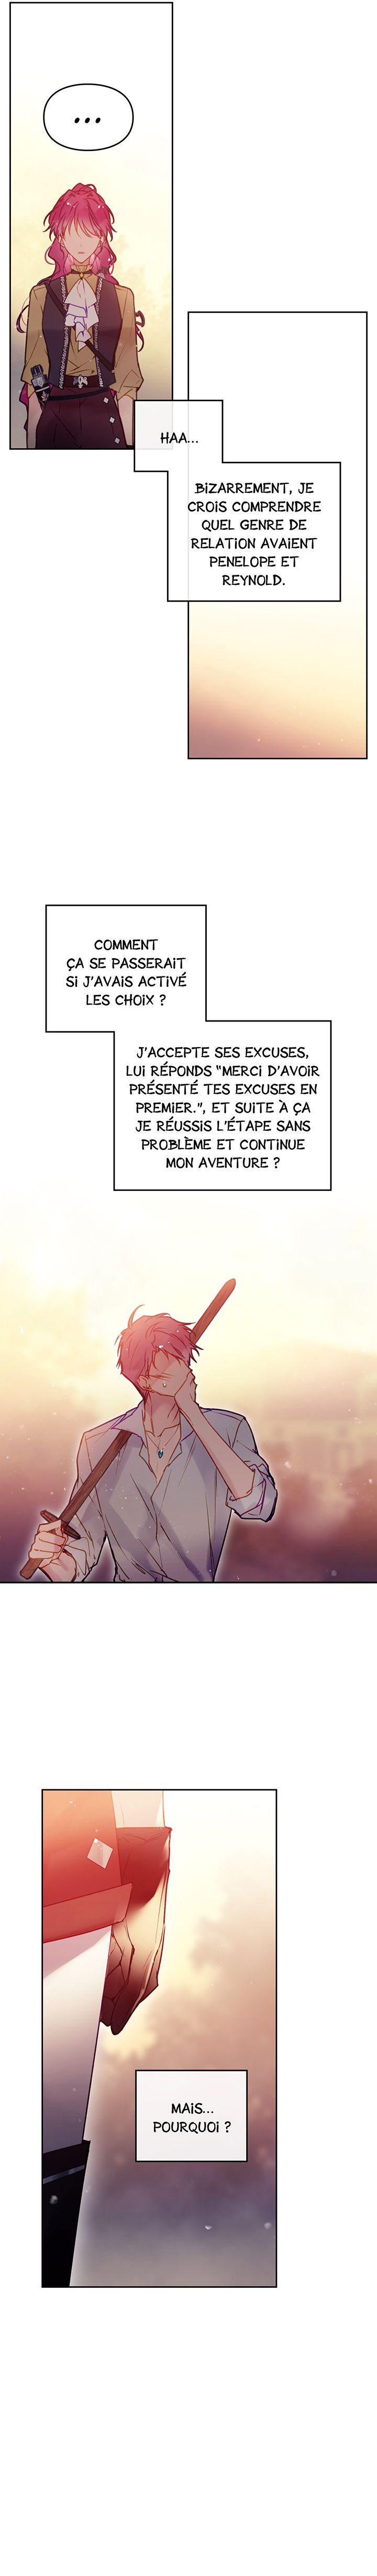 ...
HAA...
BIZARREMENT, JE
CROIS COMPRENDRE
QUEL GENRE DE
RELATION AVAIENT
PENELOPE ET
REYNOLD.
COMMENT
ÇA SE PASSERAIT
SI J'AVAIS ACTIVÉ
LES CHOIX ?
J'ACCEPTE SES EXCUSES,
LUI RÉPONDS "MERCI D'AVOIR
PRÉSENTÉ TES EXCUSES EN
PREMIER.", ET SUITE À ÇA
JE RÉUSSIS L'ÉTAPE SANS
PROBLÈME ET CONTINUE
MON AVENTURE ?
MAIS...
POURQUOI ?